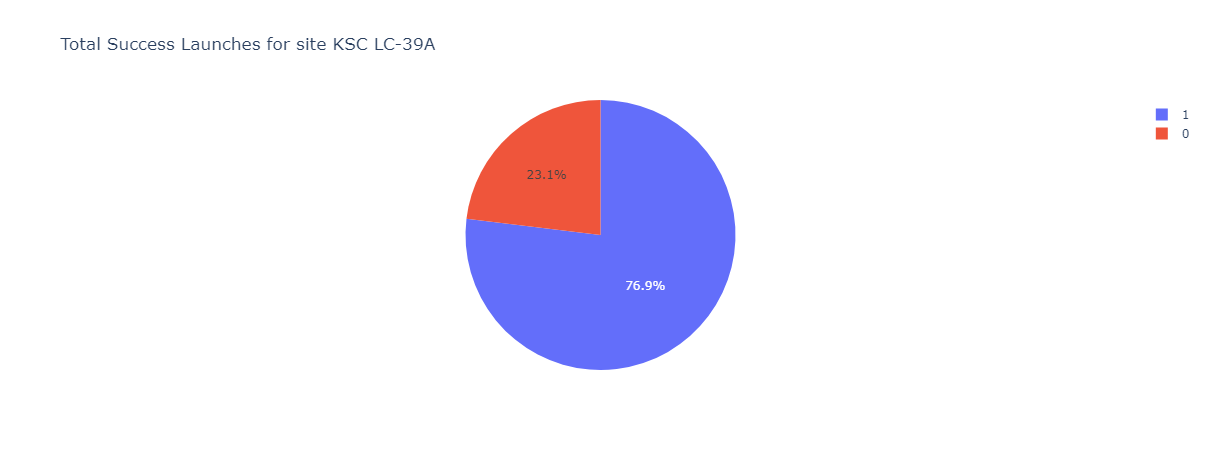 Total Success Launches for site KSC LC-39A
1
0
23.1%
76.9%